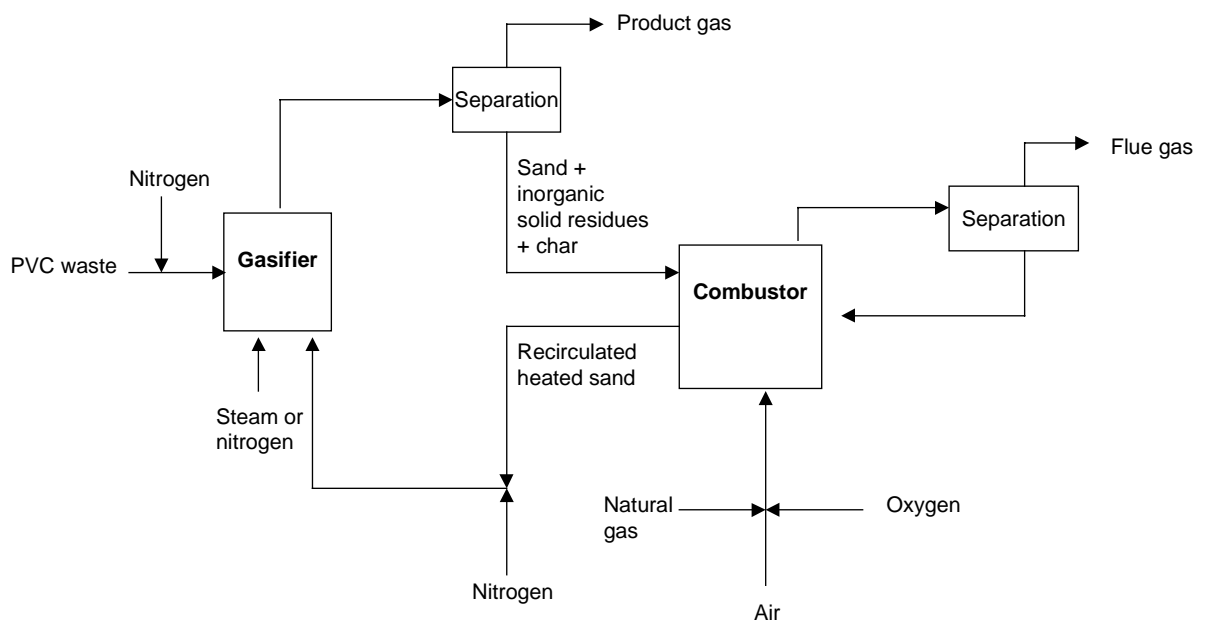 Product gas
Separation
Sand +
inorganic
solid residues
+ char
Flue gas
Separation
Nitrogen
PVC waste
Gasifier
Combustor
Recirculated
heated sand
Steam or
nitrogen
Natural
gas
Oxygen
Nitrogen
Air